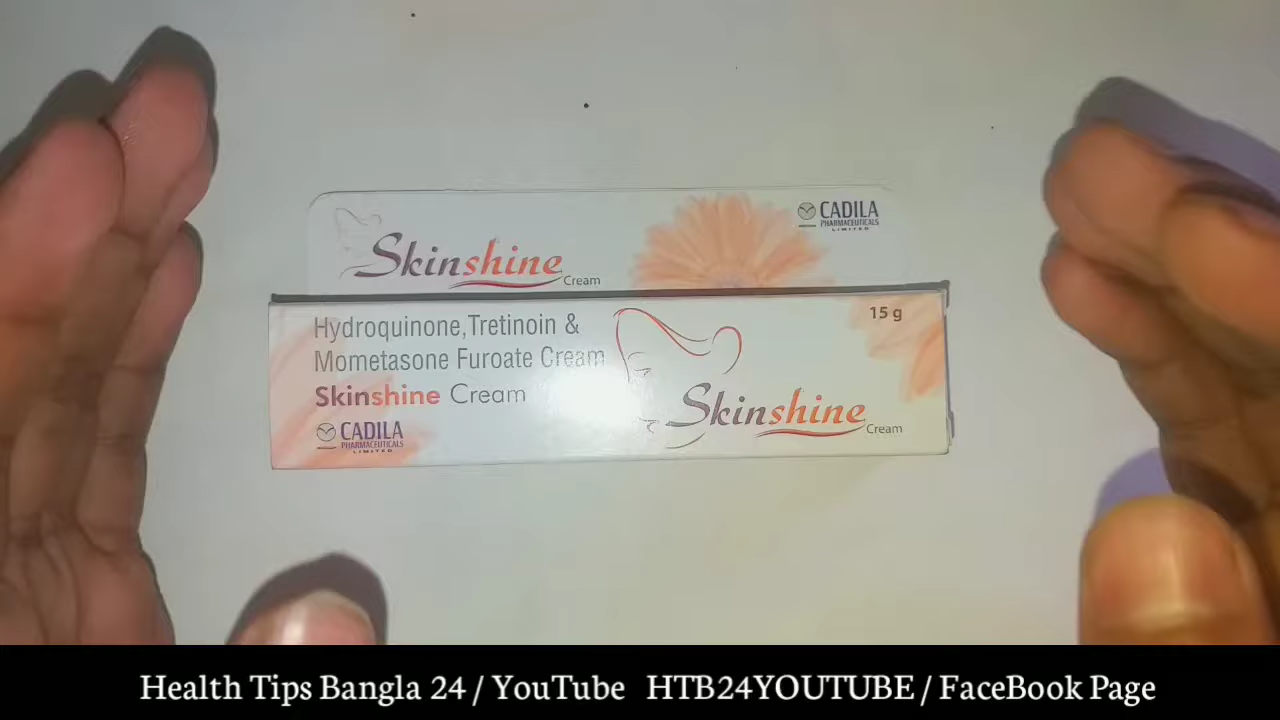 Skinshine
Cream
CADILA
PHARMACEUTICALS
LIMITED
Hydroquinone,Tretinoin &
Mometasone Furoate Cream
Skinshine Cream
CADILA
PHARMACEUTICALS
LIMITED
15 g
Skinshine
Cream
Health Tips Bangla 24 / YouTube HTB24YOUTUBE / FaceBook Page